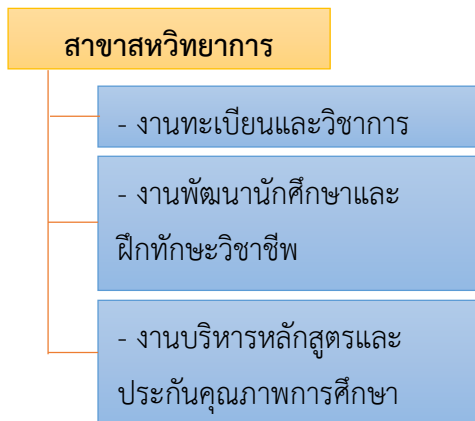 สาขาสหวิทยาการ
- งานทะเบียนและวิชาการ
- งานพัฒนานักศึกษาและ
ฝึกทักษะวิชาชีพ
- งานบริหารหลักสูตรและ
ประกันคุณภาพการศึกษา